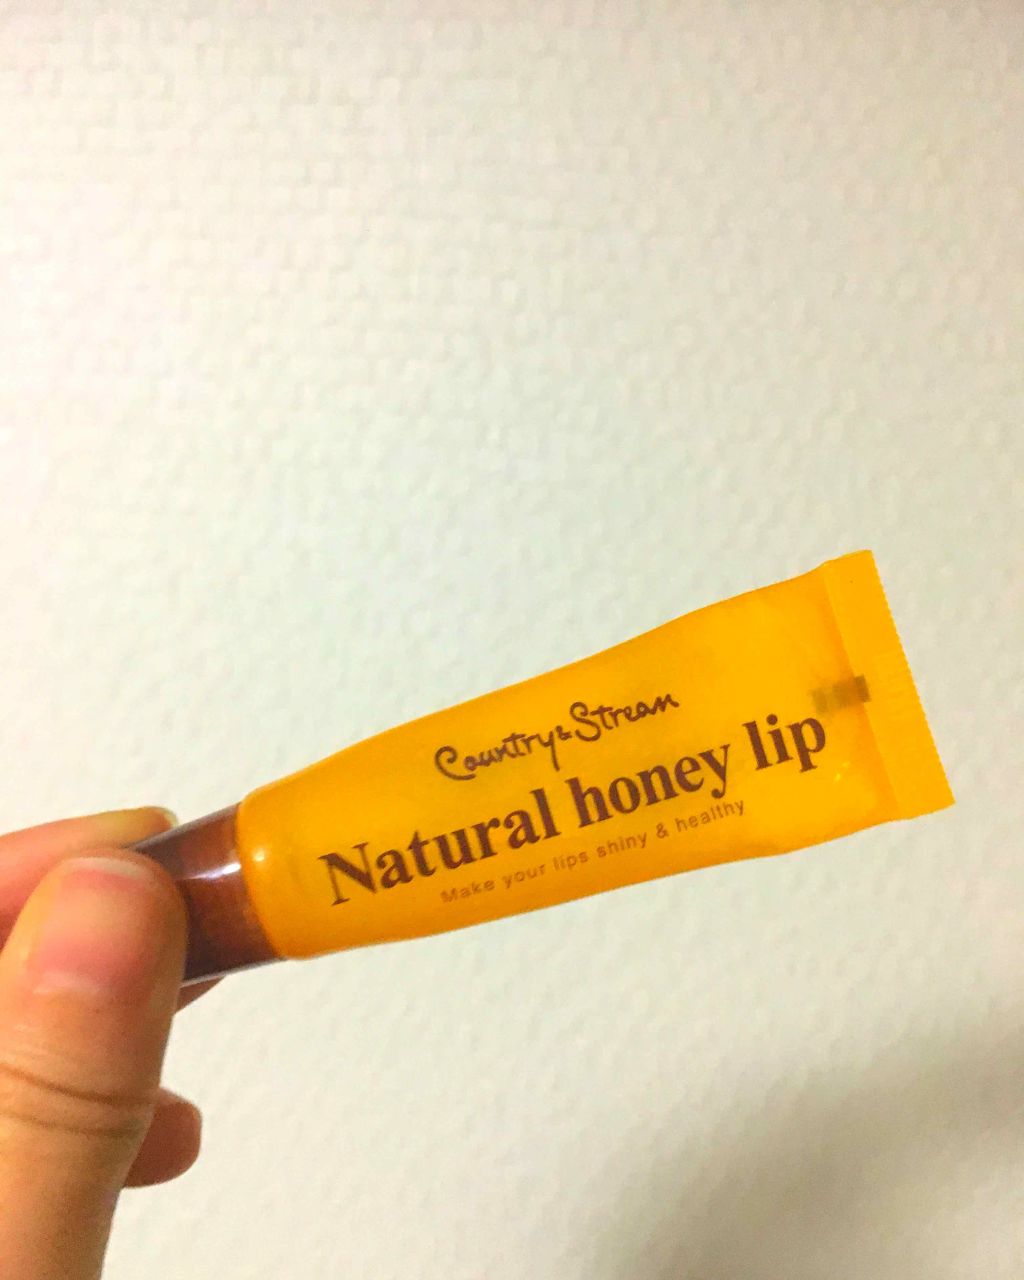 Country & Stream
Natural honey lip
Make your lips shiny & healthy